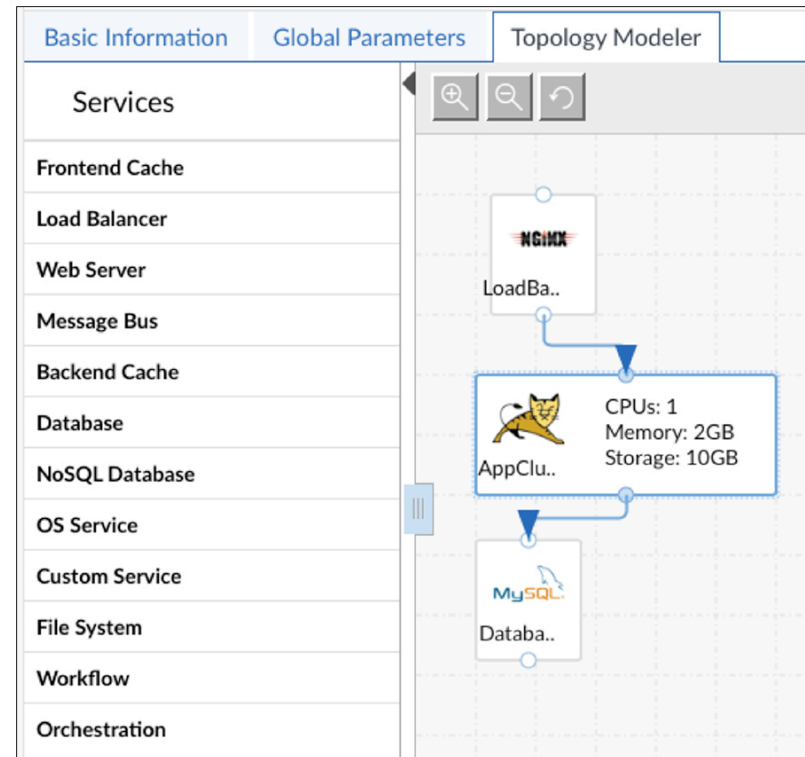 Basic Information
Global Parameters
Topology Modeler
Services
Frontend Cache
Load Balancer
Web Server
Message Bus
Backend Cache
Database
NoSQL Database
OS Service
Custom Service
File System
Workflow
Orchestration
NGINX
LoadBa..
CPUs: 1
Memory: 2GB
Storage: 10GB
AppClu..
MySQL
Databa..